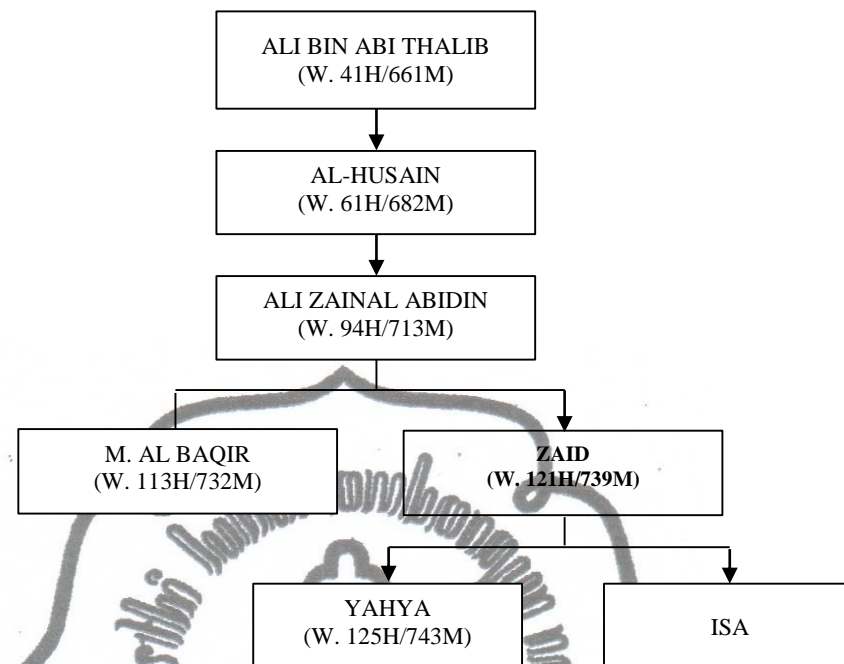 ALI BIN ABI THALIB
(W. 41H/661M)
AL-HUSAIN
(W. 61H/682M)
ALI ZAINAL ABIDIN
(W. 94H/713M)
M. AL BAQIR
(W. 113H/732M)
ZAID
(W. 121H/739M)
YAHYA
(W. 125H/743M)
ISA